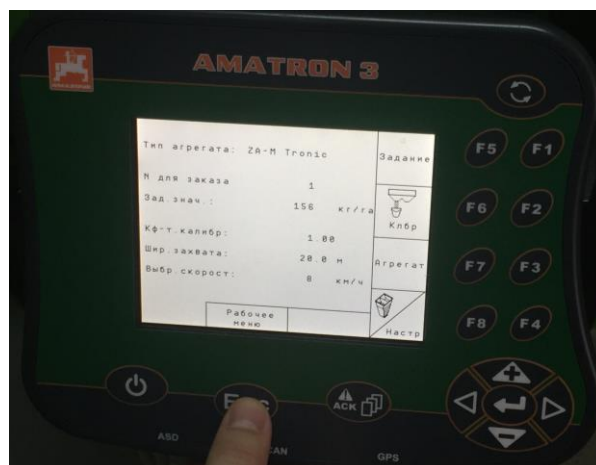 AMATRON 3
Тип агрегата: ZA-M Tronic
Задание
N для заказа 1
Зад.знач.: 156 кг/га
Клбр
Кф-т.калибр: 1.00
Шир.захвата: 20.0 м
Агрегат
Выбр.скорост: 8 км/ч
Рабочее
меню
Настр
F5 F1
F6 F2
F7 F3
F8 F4
ACK
ASD
GPS